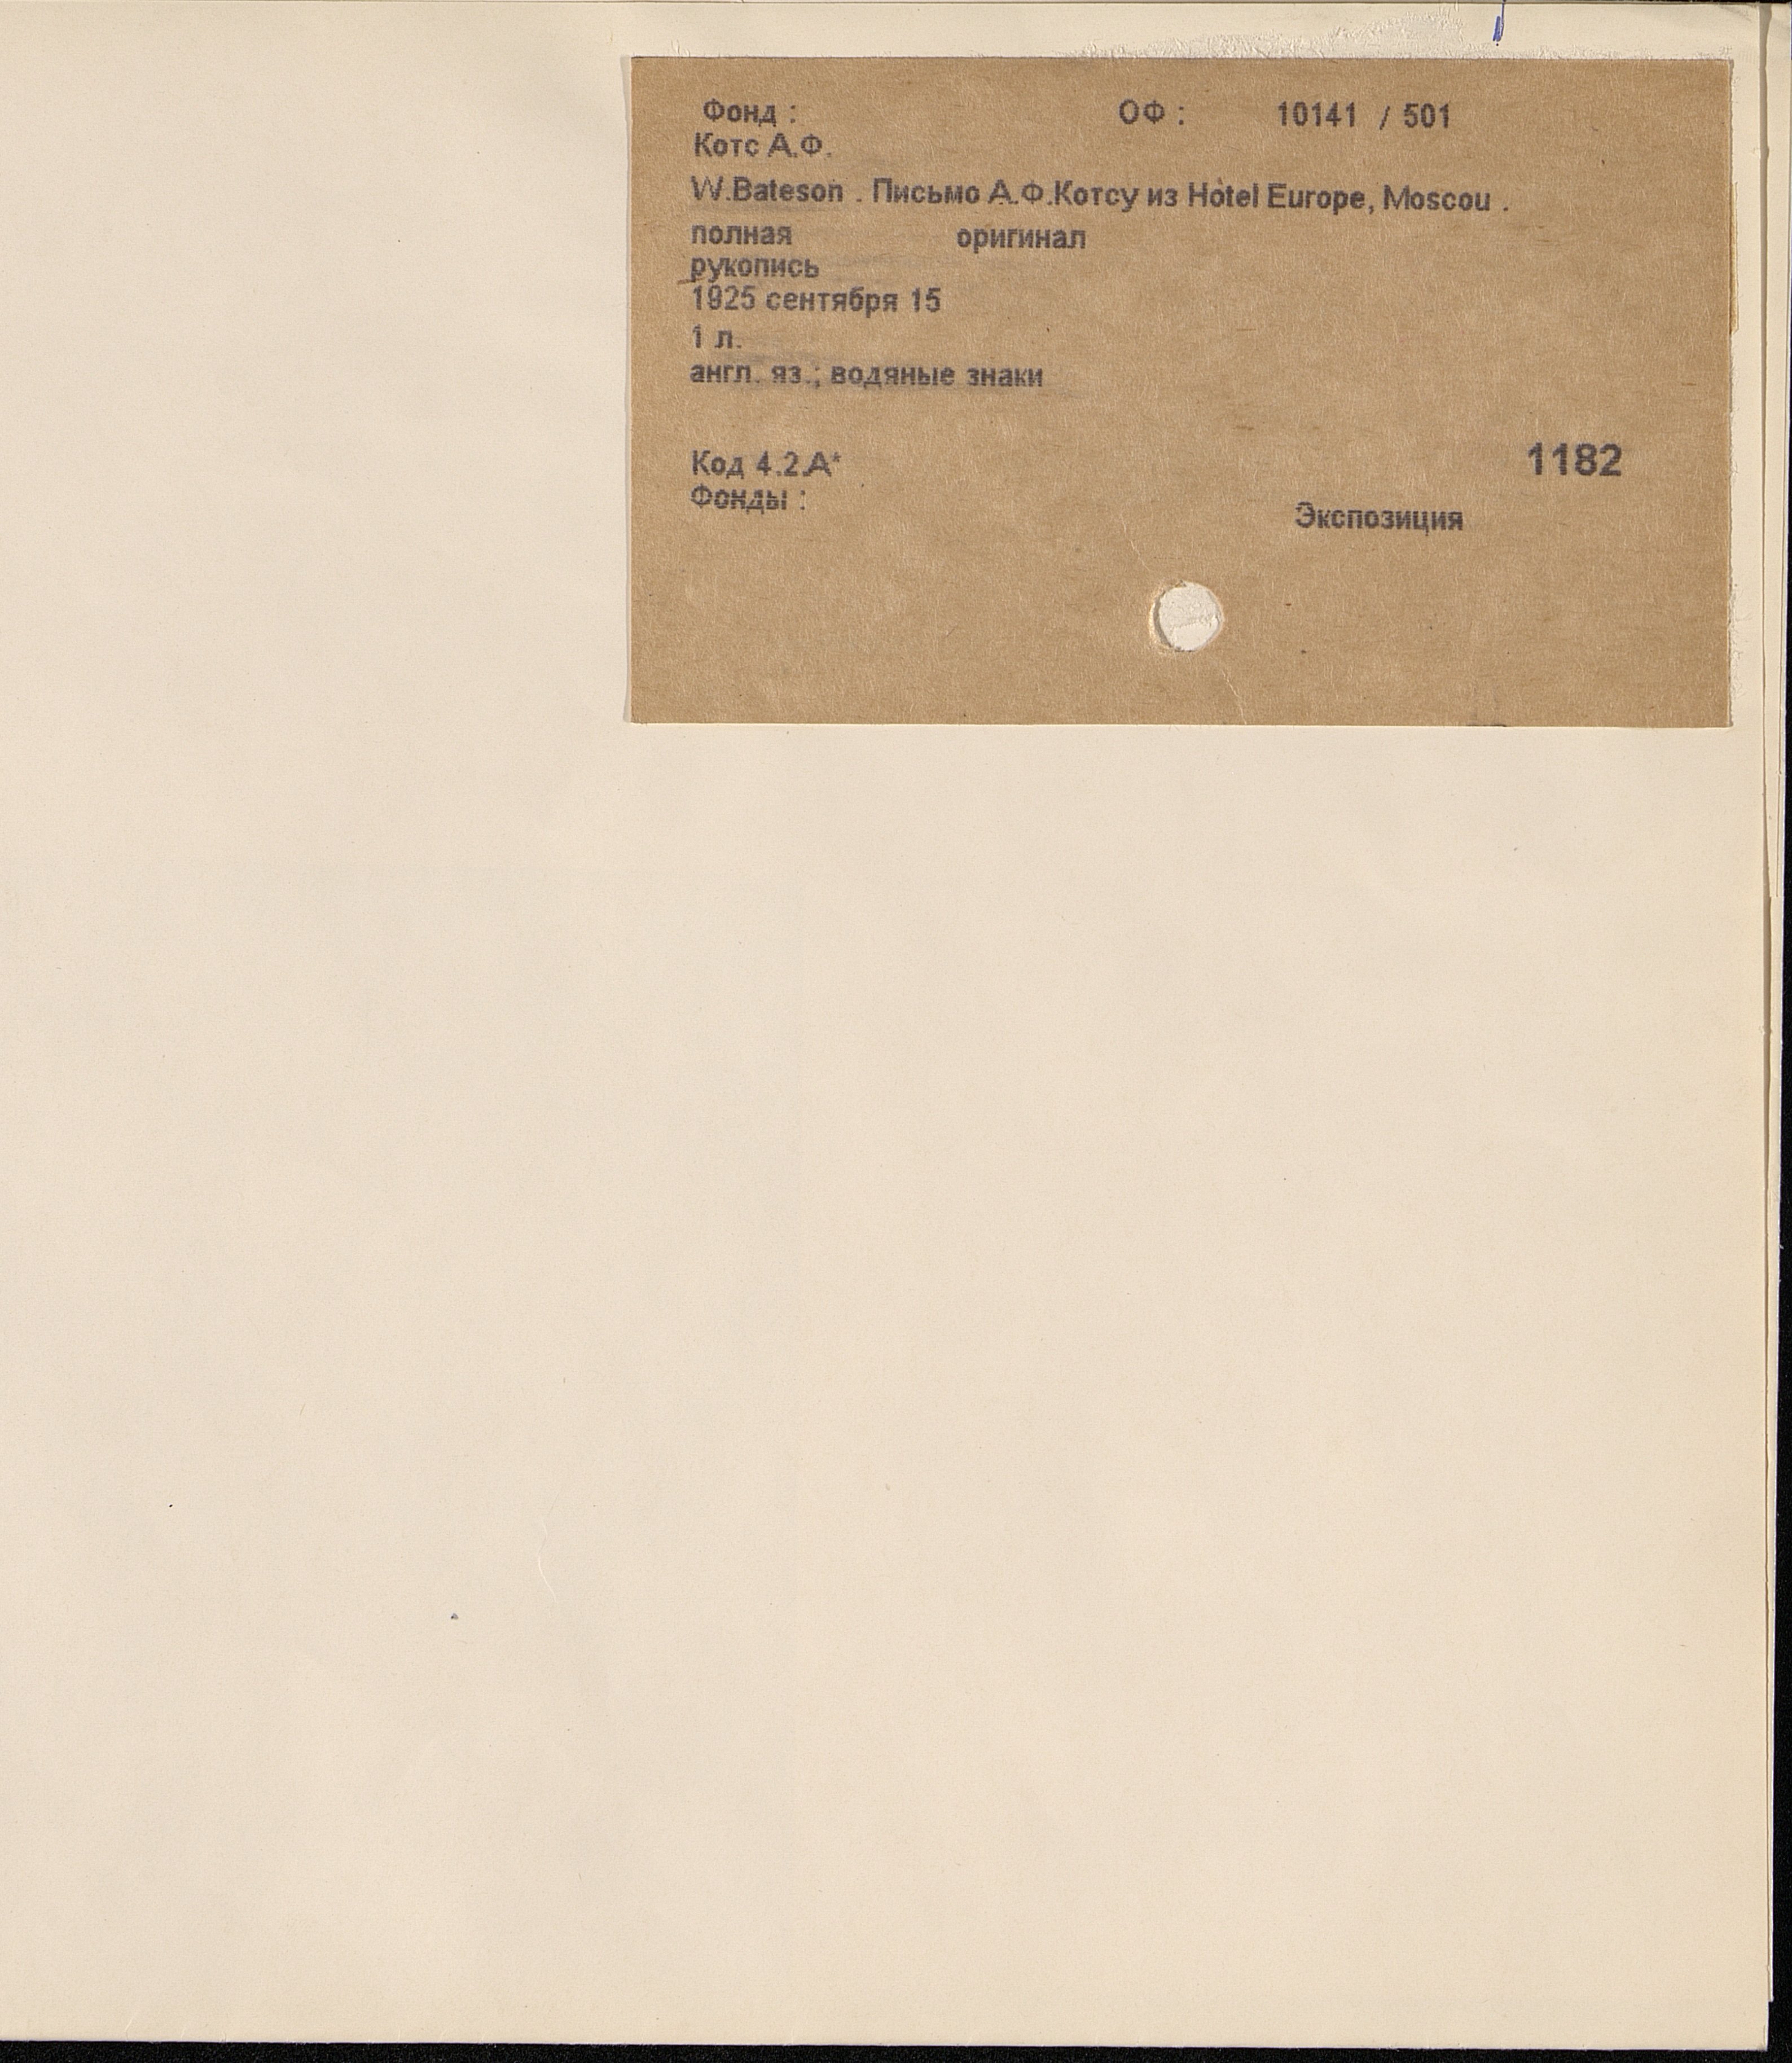 Фонд : ОФ : 10141 / 501
Котс А.Ф.
W.Bateson . Письмо А.Ф.Котсу из Hôtel Europe, Moscou .
полная оригинал
рукопись
1925 сентября 15
1 л.
англ. яз.; водяные знаки
Код 4.2.А* 1182
Фонды :
Экспозиция